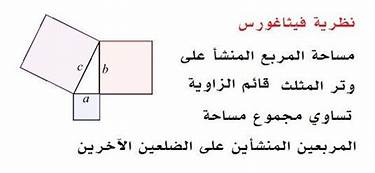 نظرية فيثاغورس
مساحة المربع المنشأ على
وتر المثلث قائم الزاوية
تساوي مجموع مساحة
المربعين المنشأين على الضلعين الآخرين
c
b
a